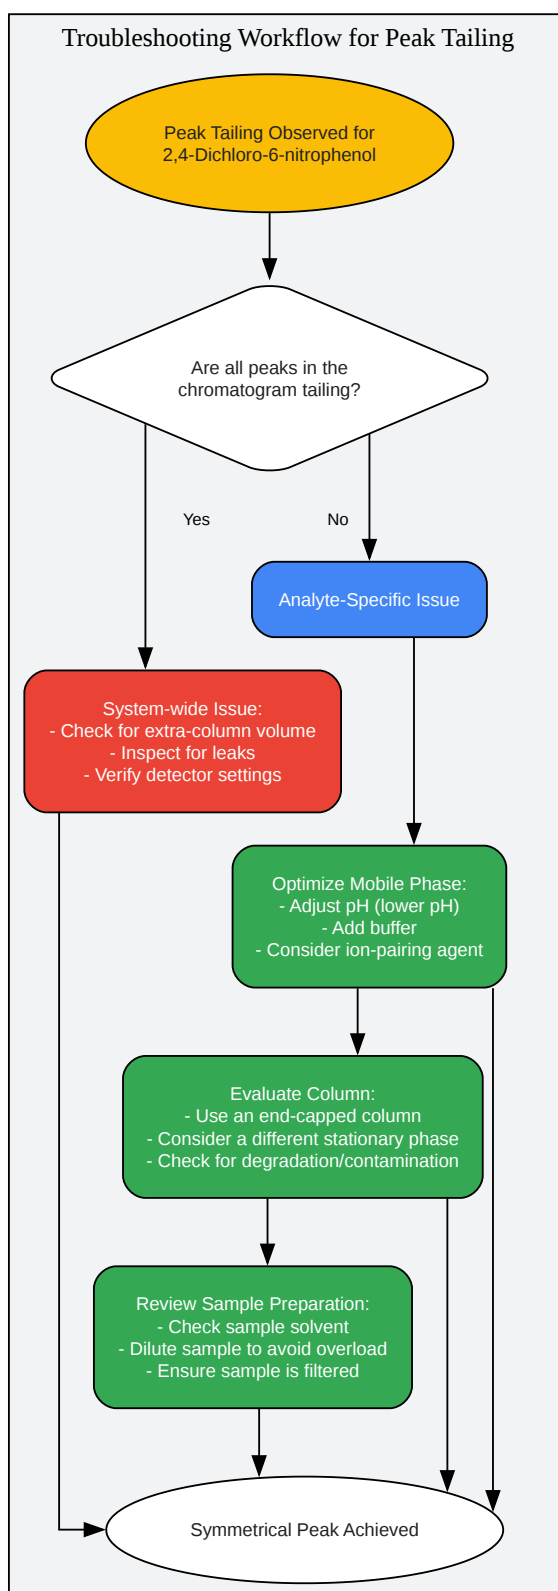 Troubleshooting Workflow for Peak Tailing
Peak Tailing Observed for
2,4-Dichloro-6-nitrophenol
Are all peaks in the
chromatogram tailing?
Yes
No
Analyte-Specific Issue
System-wide Issue:
- Check for extra-column volume
- Inspect for leaks
- Verify detector settings
Optimize Mobile Phase:
- Adjust pH (lower pH)
- Add buffer
- Consider ion-pairing agent
Evaluate Column:
- Use an end-capped column
- Consider a different stationary phase
- Check for degradation/contamination
Review Sample Preparation:
- Check sample solvent
- Dilute sample to avoid overload
- Ensure sample is filtered
Symmetrical Peak Achieved